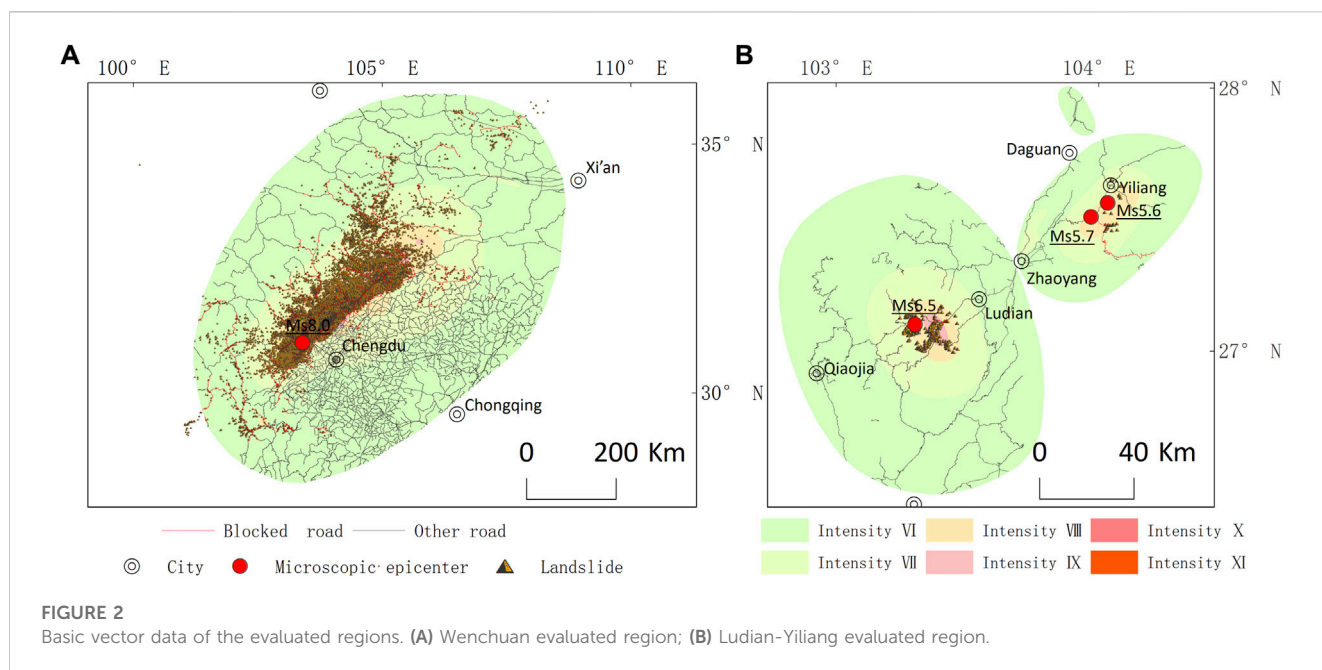 A
100° E 105° E 110° E
35° N
30° N
Xi'an
Ms8.0
Chengdu
Chongqing
0 200 Km
Blocked road
Other road
City
Microscopic epicenter
Landslide
B
103° E 104° E
28° N
27° N
Daguan
Yiliang
Ms5.6
Ms5.7
Zhaoyang
Ms6.5
Ludian
Qiaojia
0 40 Km
Intensity Ⅵ
Intensity Ⅷ
Intensity Ⅹ
Intensity Ⅶ
Intensity Ⅸ
Intensity Ⅺ
FIGURE 2
Basic vector data of the evaluated regions. (A) Wenchuan evaluated region; (B) Ludian-Yiliang evaluated region.